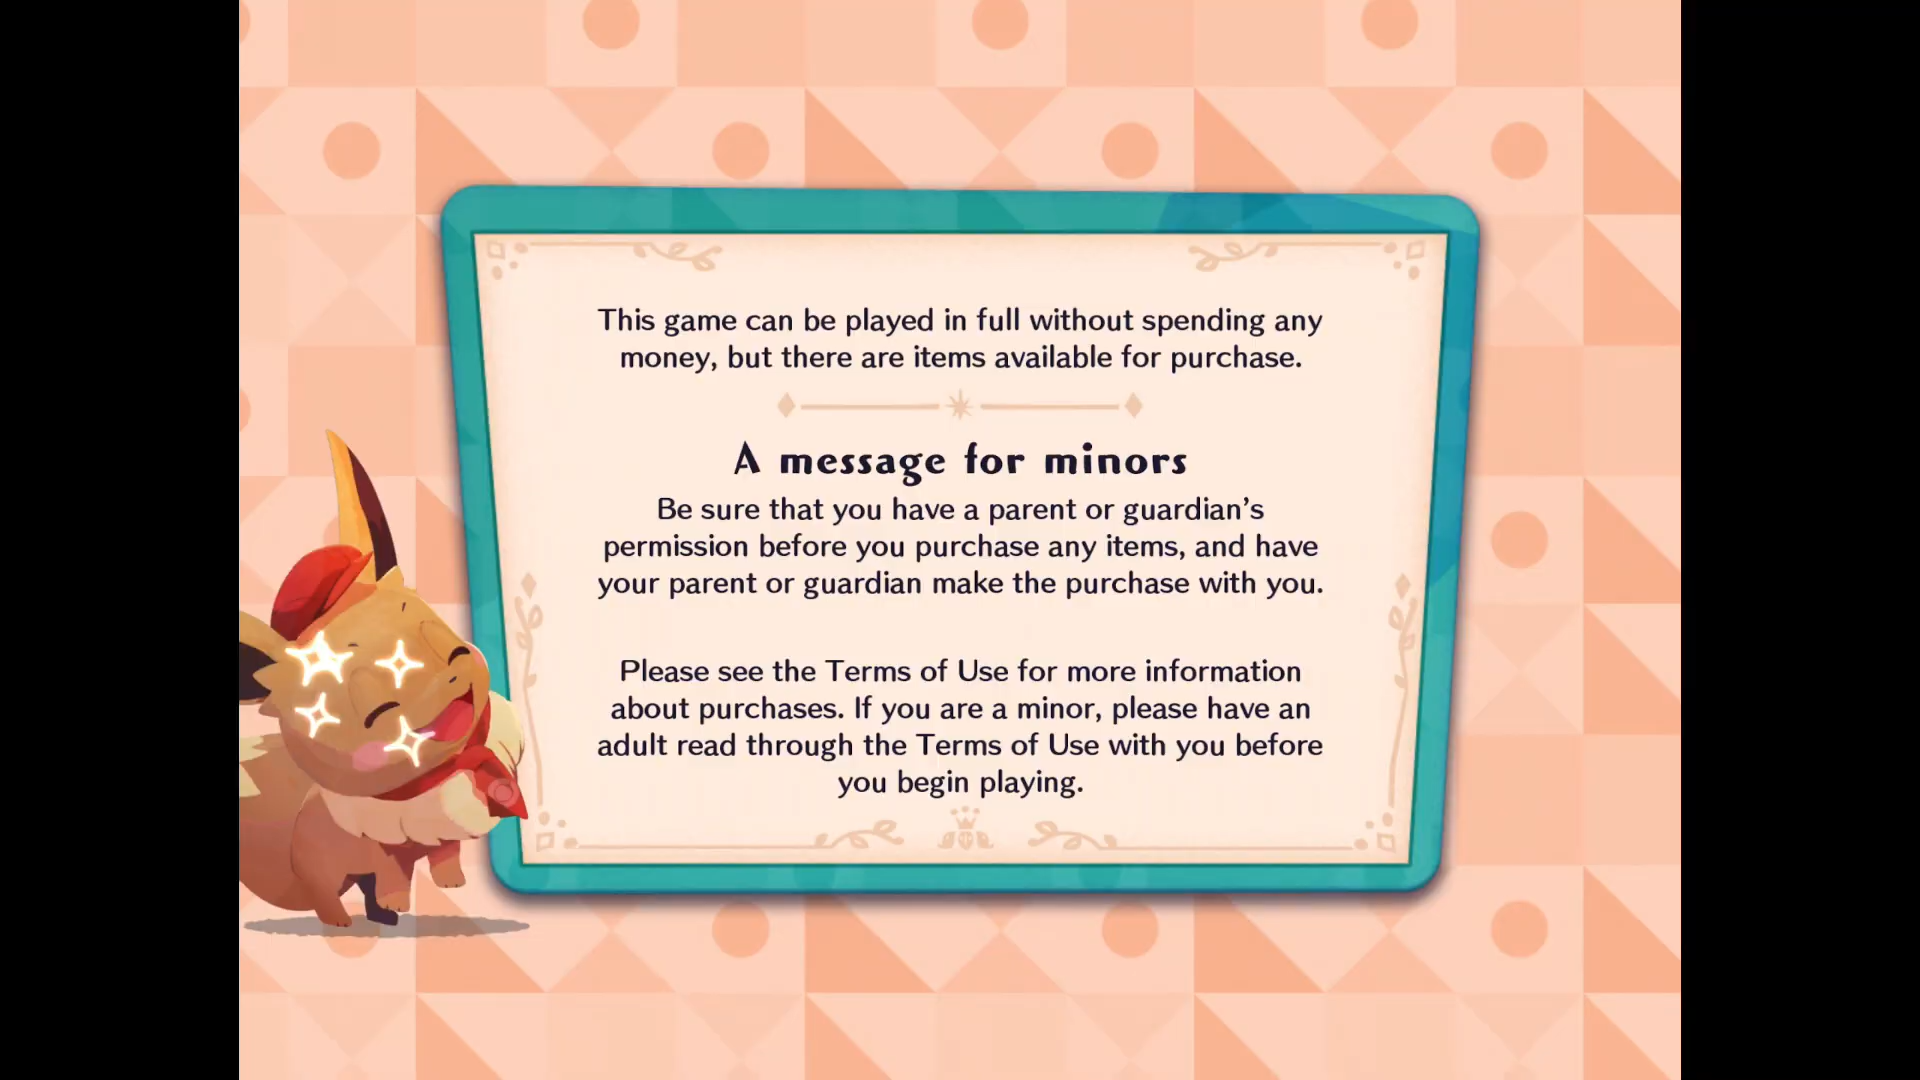 This game can be played in full without spending any
money, but there are items available for purchase.
A message for minors
Be sure that you have a parent or guardian’s
permission before you purchase any items, and have
your parent or guardian make the purchase with you.
Please see the Terms of Use for more information
about purchases. If you are a minor, please have an
adult read through the Terms of Use with you before
you begin playing.